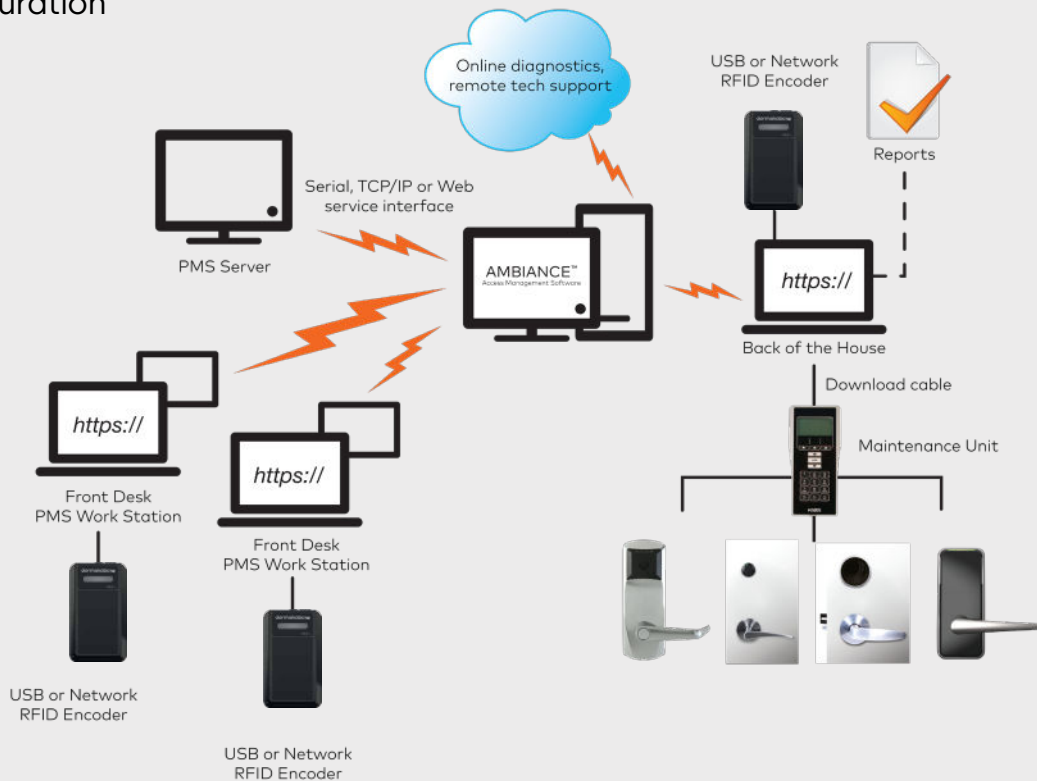 uration
Online diagnostics,
remote tech support
USB or Network
RFID Encoder
Reports
Serial, TCP/IP or Web
service interface
PMS Server
AMBIANCE™
Access Management Software
https://
Back of the House
Download cable
Maintenance Unit
https://
Front Desk
PMS Work Station
https://
Front Desk
PMS Work Station
USB or Network
RFID Encoder
USB or Network
RFID Encoder